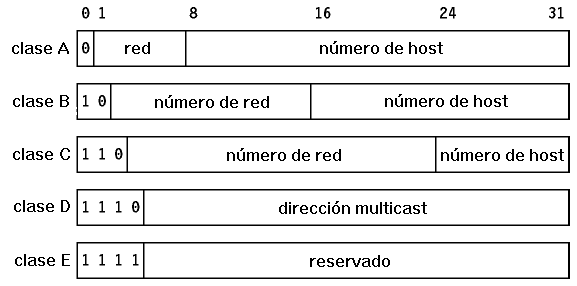 0 1 8 16 24 31
clase A 0 red número de host
clase B 1 0 número de red número de host
clase C 1 1 0 número de red número de host
clase D 1 1 1 0 dirección multicast
clase E 1 1 1 1 reservado